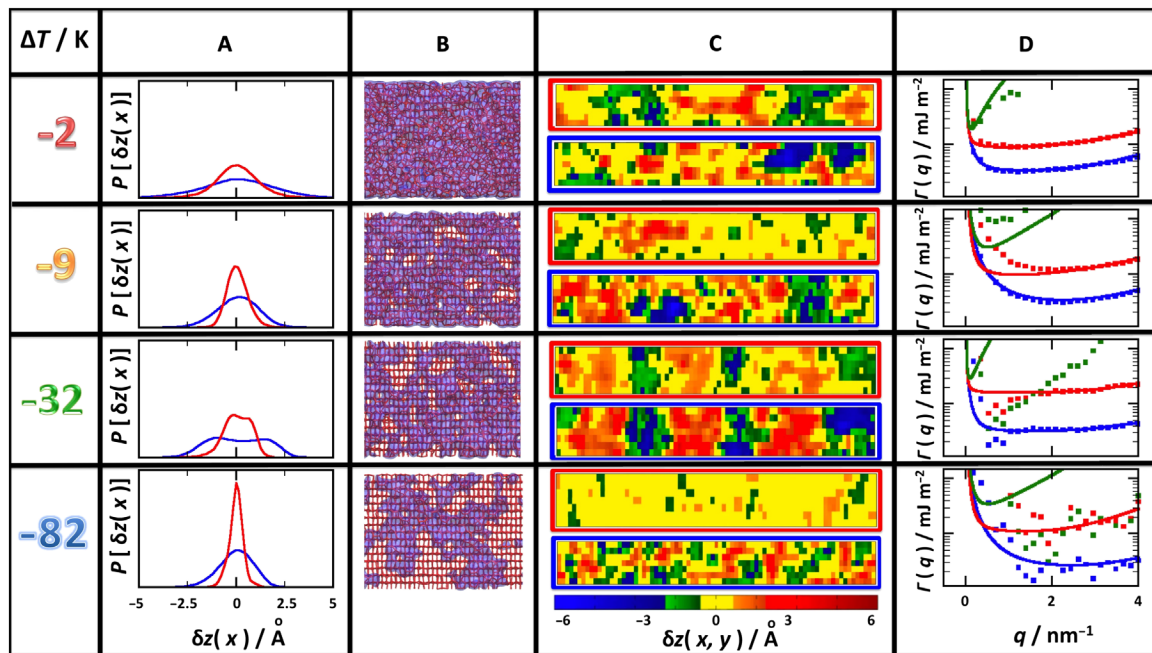 ΔT / K A B C D
–2
P [ δz( x )]
Γ ( q ) / mJ m⁻²
–9
P [ δz( x )]
Γ ( q ) / mJ m⁻²
–32
P [ δz( x )]
Γ ( q ) / mJ m⁻²
–82
P [ δz( x )]
Γ ( q ) / mJ m⁻²
–5 –2.5 0 2.5 5
δz( x ) / Å
–6 –3 0 3 6
δz( x, y ) / Å
0 2 4
q / nm⁻¹